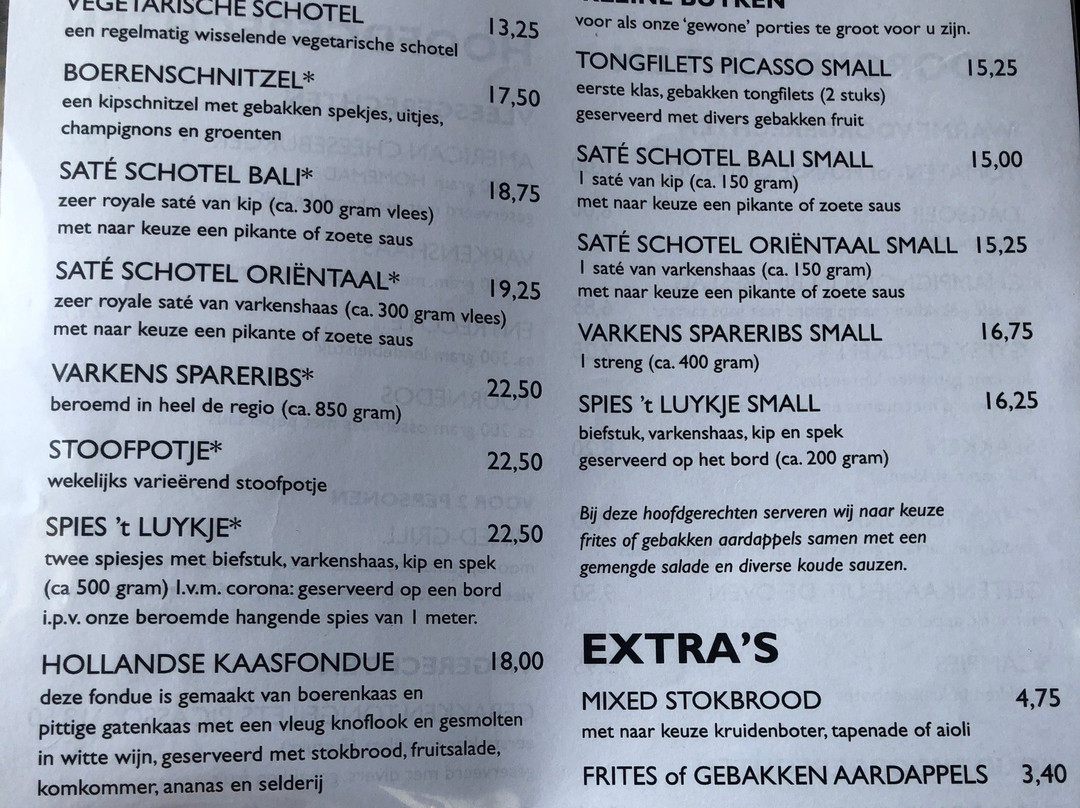 VEGETARISCHE SCHOTEL 13,25
een regelmatig wisselende vegetarische schotel
BOERENSCHNITZEL* 17,50
een kipschnitzel met gebakken spekjes, uitjes,
champignons en groenten
SATÉ SCHOTEL BALI* 18,75
zeer royale saté van kip (ca. 300 gram vlees)
met naar keuze een pikante of zoete saus
SATÉ SCHOTEL ORIËNTAAL* 19,25
zeer royale saté van varkenshaas (ca. 300 gram vlees)
met naar keuze een pikante of zoete saus
VARKENS SPARERIBS* 22,50
beroemd in heel de regio (ca. 850 gram)
STOOFPOTJE* 22,50
wekelijks varieërend stoofpotje
SPIES 't LUYKJE* 22,50
twee spiesjes met biefstuk, varkenshaas, kip en spek
(ca 500 gram) I.v.m. corona: geserveerd op een bord
i.p.v. onze beroemde hangende spies van 1 meter.
HOLLANDSE KAASFONDUE 18,00
deze fondue is gemaakt van boerenkaas en
pittige gatenkaas met een vleug knoflook en gesmolten
in witte wijn, geserveerd met stokbrood, fruitsalade,
komkommer, ananas en selderij
KLEINE BUYKEN
voor als onze 'gewone' porties te groot voor u zijn.
TONGFILETS PICASSO SMALL 15,25
eerste klas, gebakken tongfilets (2 stuks)
geserveerd met divers gebakken fruit
SATÉ SCHOTEL BALI SMALL 15,00
1 saté van kip (ca. 150 gram)
met naar keuze een pikante of zoete saus
SATÉ SCHOTEL ORIËNTAAL SMALL 15,25
1 saté van varkenshaas (ca. 150 gram)
met naar keuze een pikante of zoete saus
VARKENS SPARERIBS SMALL 16,75
1 streng (ca. 400 gram)
SPIES 't LUYKJE SMALL 16,25
biefstuk, varkenshaas, kip en spek
geserveerd op het bord (ca. 200 gram)
Bij deze hoofdgerechten serveren wij naar keuze
frites of gebakken aardappels samen met een
gemengde salade en diverse koude sauzen.
EXTRA'S
MIXED STOKBROOD 4,75
met naar keuze kruidenboter, tapenade of aioli
FRITES of GEBAKKEN AARDAPPELS 3,40